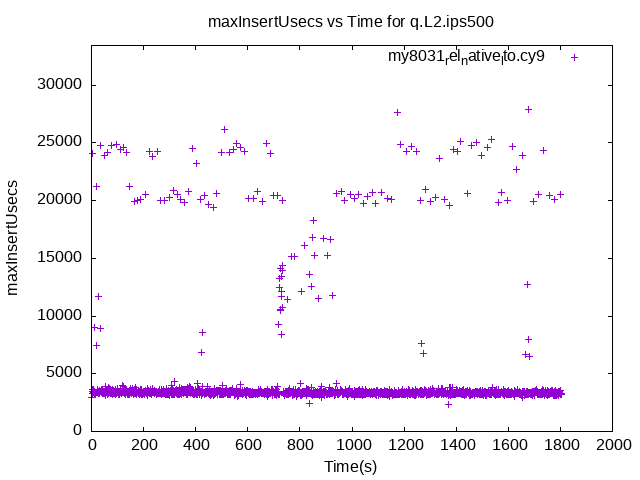 maxInsertUsecs vs Time for q.L2.ips500
my8031relnativelto.cy9
30000
25000
20000
15000
10000
5000
0
maxInsertUsecs
0 200 400 600 800 1000 1200 1400 1600 1800 2000
Time(s)